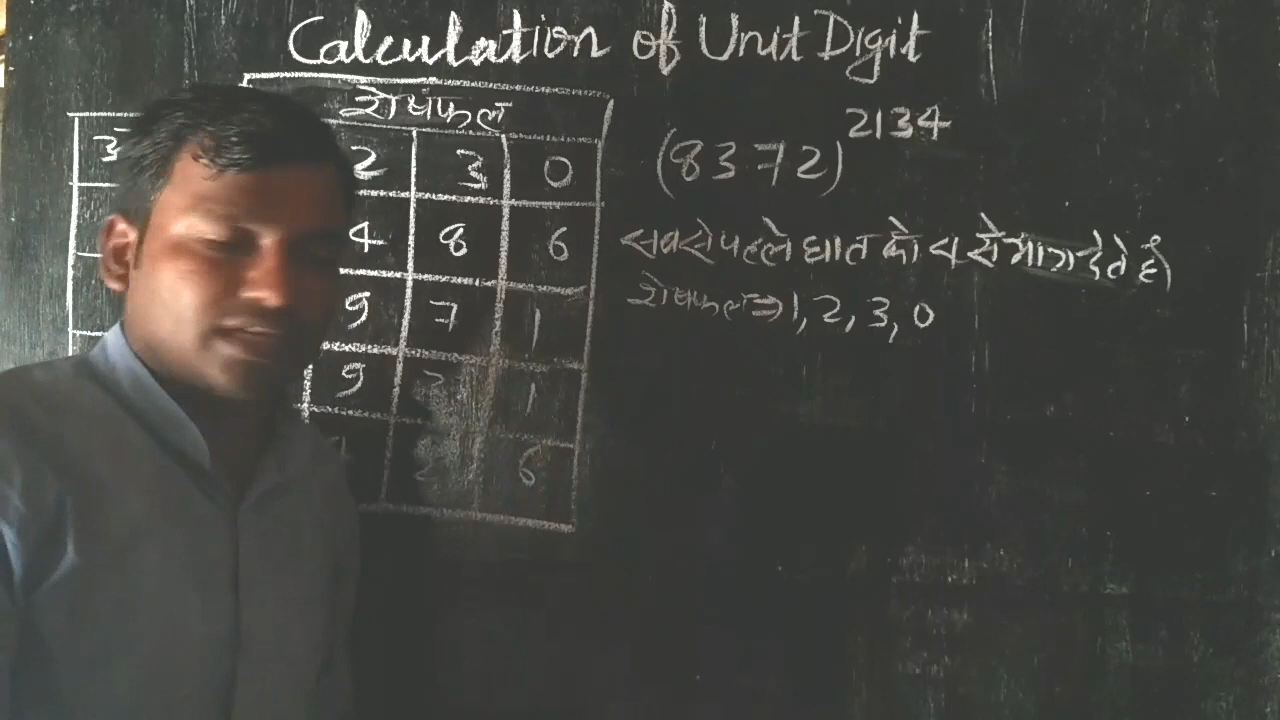 Calculation of Unit Digit
शेषफल
3 2 3 0
4 8 6
9 7 1
9 1
6
(8372)^2134
सबसे पहले घात को 4 से भाग देते है।
शेषफल ⇒ 1, 2, 3, 0